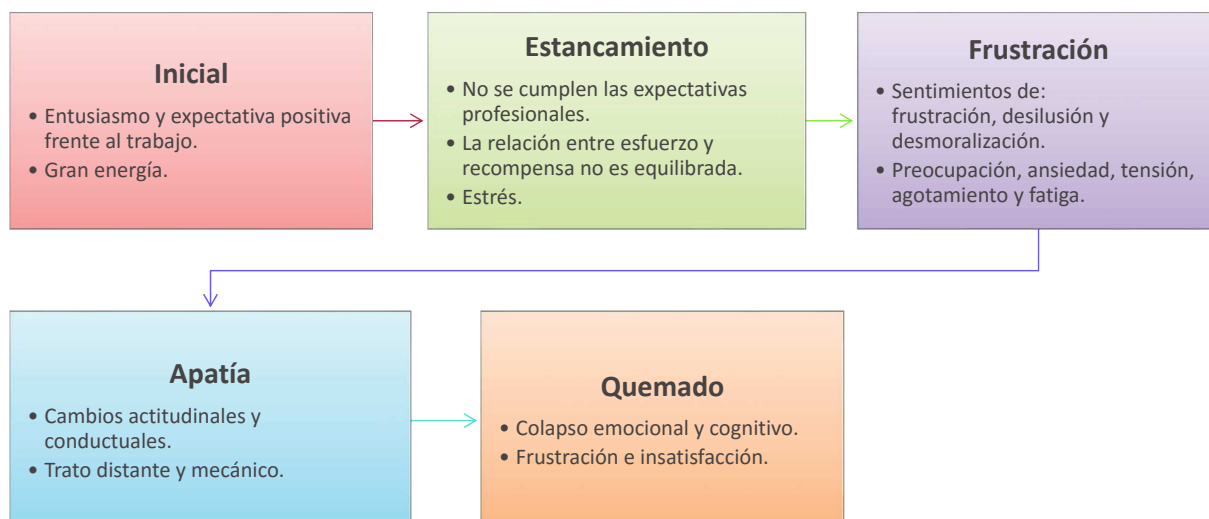 Inicial
• Entusiasmo y expectativa positiva
frente al trabajo.
• Gran energía.
Estancamiento
• No se cumplen las expectativas
profesionales.
• La relación entre esfuerzo y
recompensa no es equilibrada.
• Estrés.
Frustración
• Sentimientos de:
frustración, desilusión y
desmoralización.
• Preocupación, ansiedad, tensión,
agotamiento y fatiga.
Apatía
• Cambios actitudinales y
conductuales.
• Trato distante y mecánico.
Quemado
• Colapso emocional y cognitivo.
• Frustración e insatisfacción.